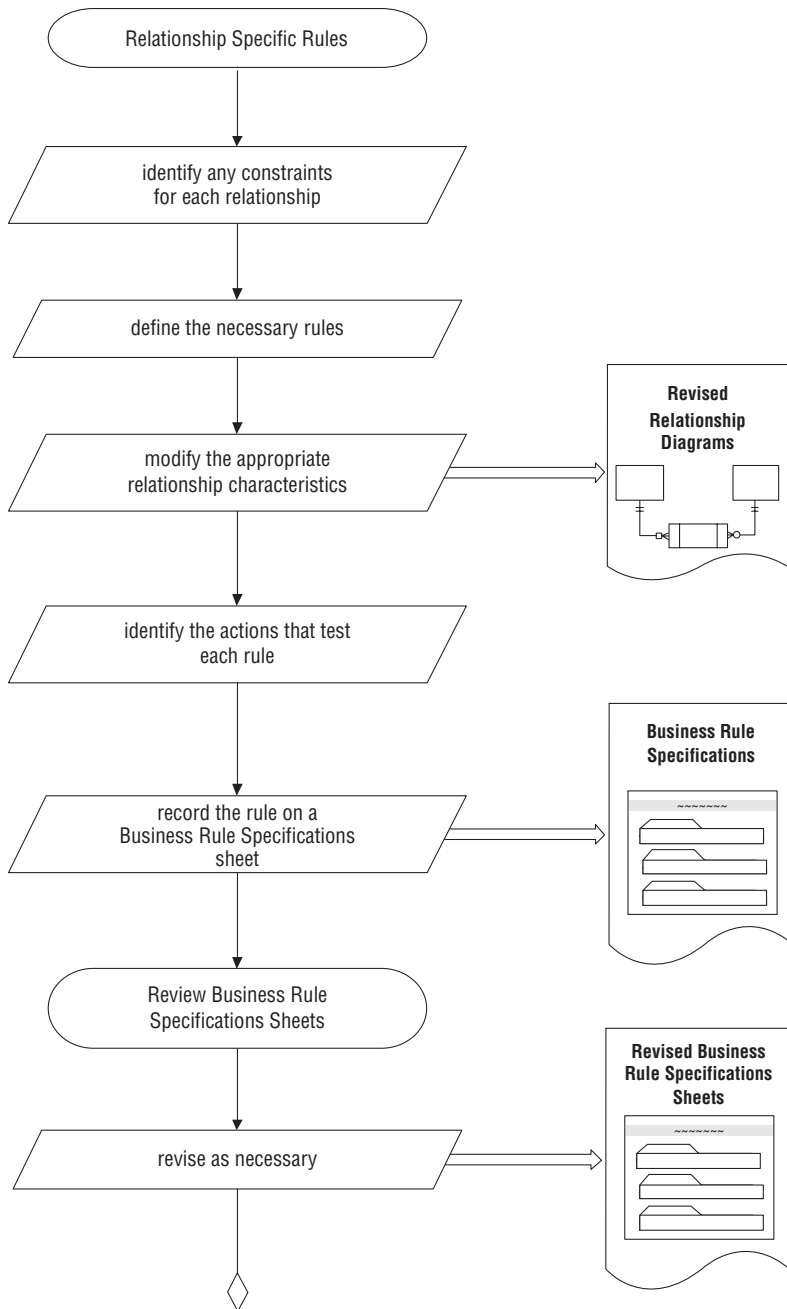 Relationship Specific Rules
identify any constraints
for each relationship
define the necessary rules
modify the appropriate
relationship characteristics
Revised
Relationship
Diagrams
identify the actions that test
each rule
record the rule on a
Business Rule Specifications
sheet
Business Rule
Specifications
~~~~~~~
Review Business Rule
Specifications Sheets
revise as necessary
Revised Business
Rule Specifications
Sheets
~~~~~~~